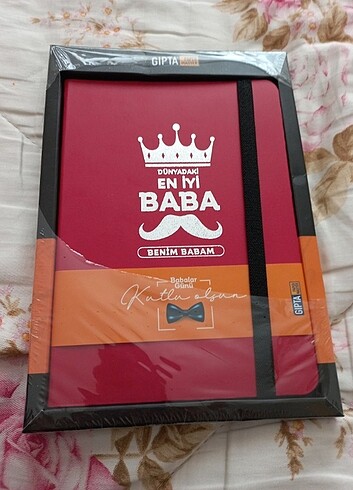 GIPTA
DÜNYADAKİ
EN İYİ
BABA
BENİM BABAM
Babalar
Günü
Kutlu olsun
GIPTA